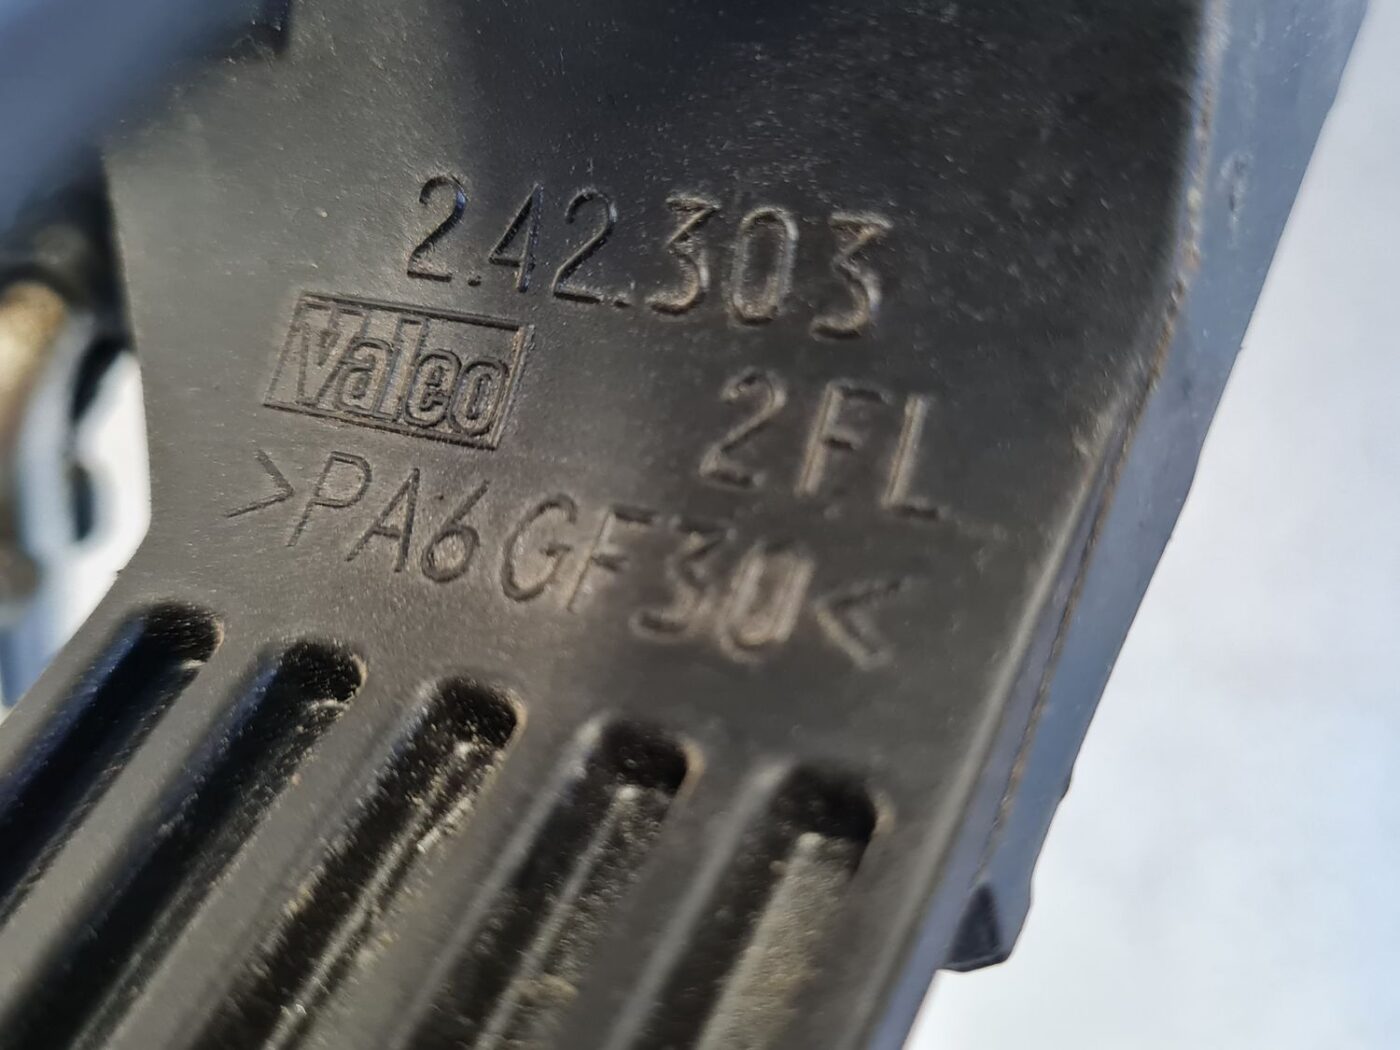 2.42.303
Valeo
2FL
>PA6GF30<